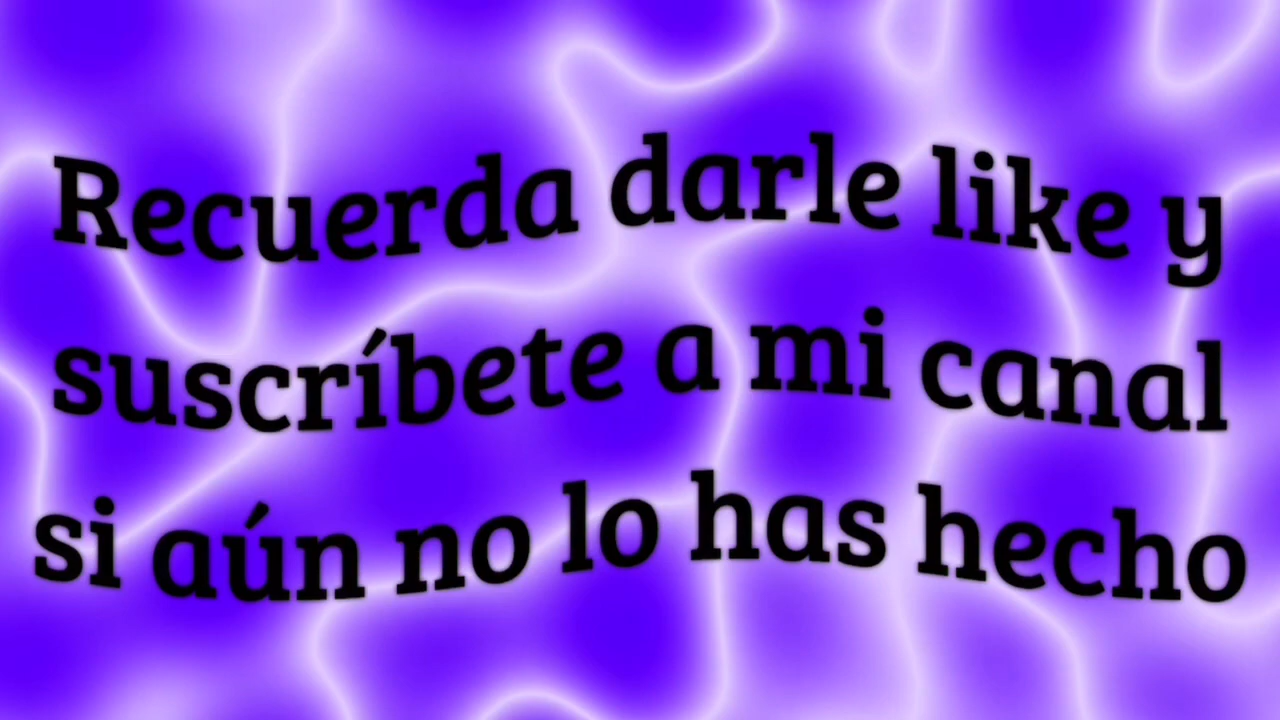 Recuerda darle like y
suscríbete a mi canal
si aún no lo has hecho